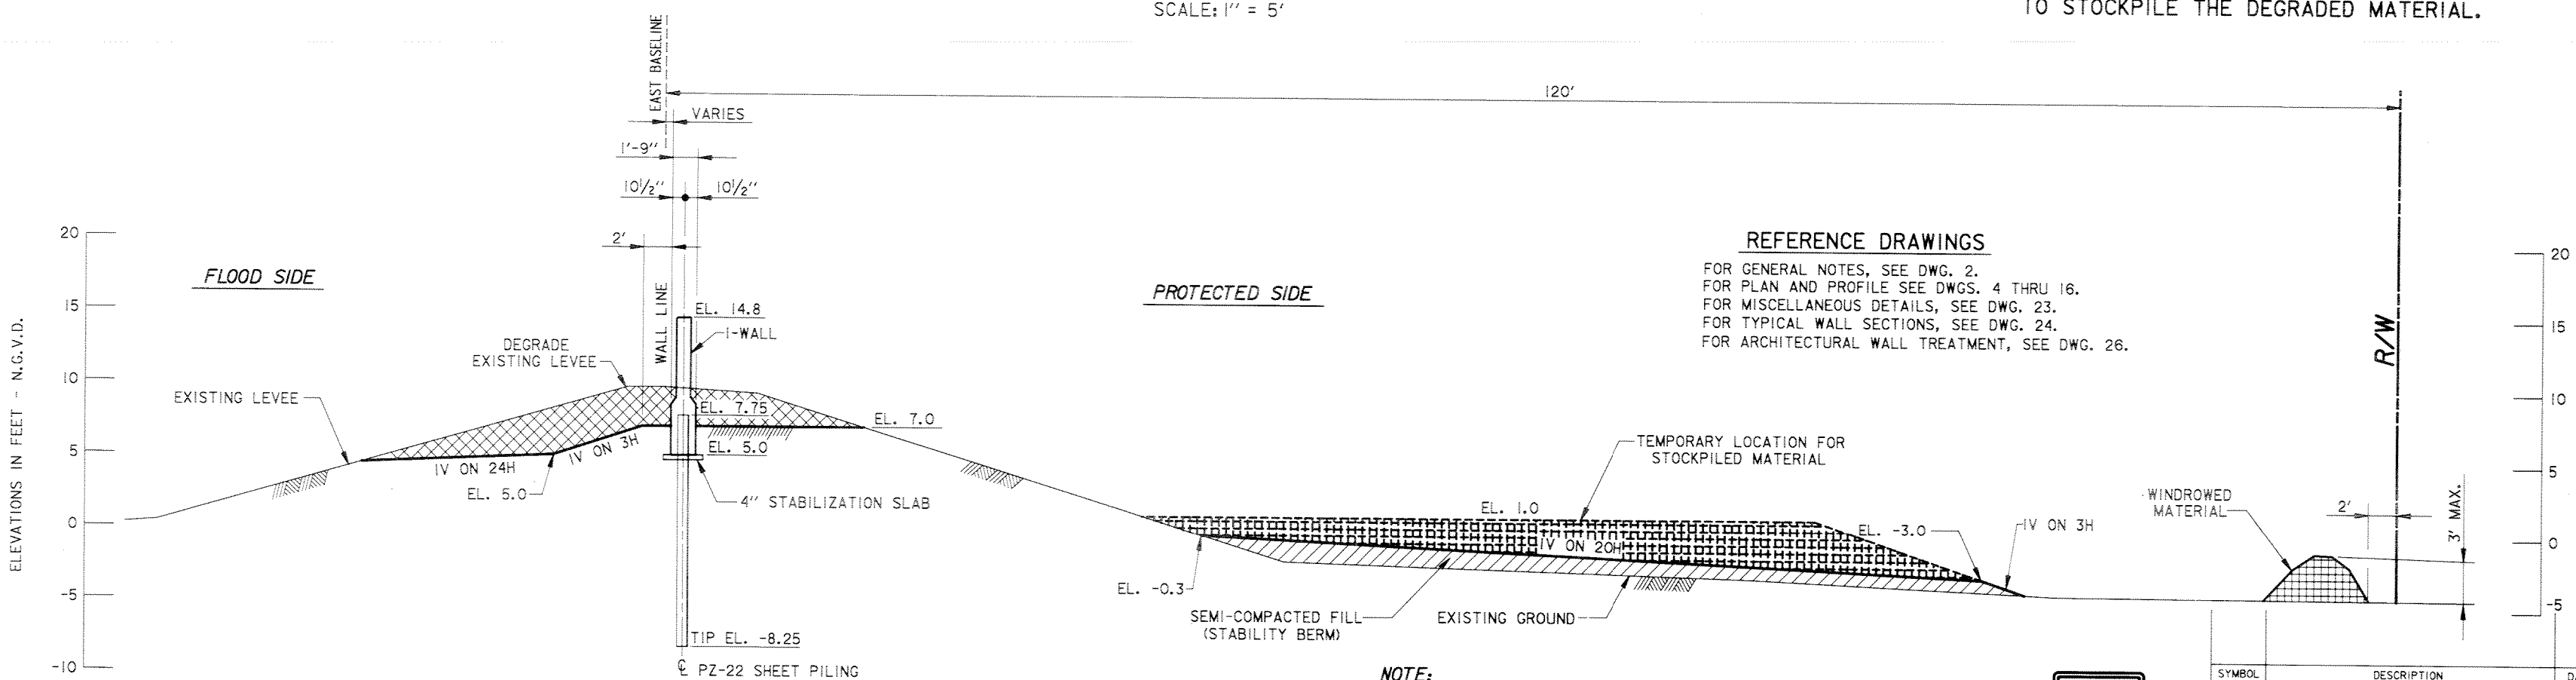 SCALE: 1" = 5'
TO STOCKPILE THE DEGRADED MATERIAL.
EAST BASELINE
120'
VARIES
1'-9"
10 1/2"
10 1/2"
2'
20
15
10
5
0
-5
-10
ELEVATIONS IN FEET - N.G.V.D.
FLOOD SIDE
WALL LINE
EL. 14.8
I-WALL
DEGRADE
EXISTING LEVEE
EXISTING LEVEE
EL. 7.75
EL. 7.0
EL. 5.0
1V ON 24H
1V ON 3H
EL. 5.0
4" STABILIZATION SLAB
TIP EL. -8.25
℄ PZ-22 SHEET PILING
PROTECTED SIDE
REFERENCE DRAWINGS
FOR GENERAL NOTES, SEE DWG. 2.
FOR PLAN AND PROFILE SEE DWGS. 4 THRU 16.
FOR MISCELLANEOUS DETAILS, SEE DWG. 23.
FOR TYPICAL WALL SECTIONS, SEE DWG. 24.
FOR ARCHITECTURAL WALL TREATMENT, SEE DWG. 26.
TEMPORARY LOCATION FOR
STOCKPILED MATERIAL
EL. 1.0
1V ON 20H
EL. -3.0
1V ON 3H
EL. -0.3
SEMI-COMPACTED FILL
(STABILITY BERM)
EXISTING GROUND
WINDROWED
MATERIAL
2'
3' MAX.
R/W
20
15
10
5
0
-5
NOTE:
SYMBOL
DESCRIPTION